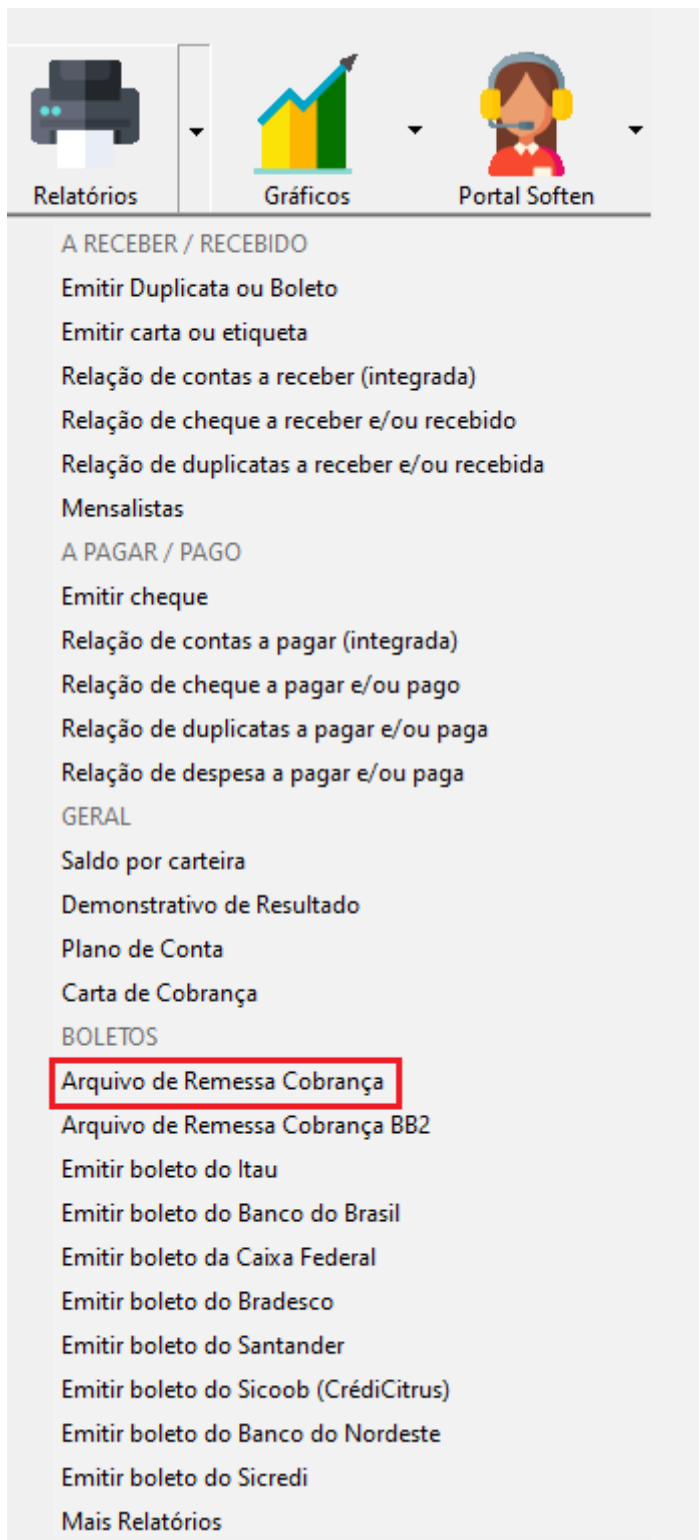 Relatórios
Gráficos
Portal Soften
A RECEBER / RECEBIDO
Emitir Duplicata ou Boleto
Emitir carta ou etiqueta
Relação de contas a receber (integrada)
Relação de cheque a receber e/ou recebido
Relação de duplicatas a receber e/ou recebida
Mensalistas
A PAGAR / PAGO
Emitir cheque
Relação de contas a pagar (integrada)
Relação de cheque a pagar e/ou pago
Relação de duplicatas a pagar e/ou paga
Relação de despesa a pagar e/ou paga
GERAL
Saldo por carteira
Demonstrativo de Resultado
Plano de Conta
Carta de Cobrança
BOLETOS
Arquivo de Remessa Cobrança
Arquivo de Remessa Cobrança BB2
Emitir boleto do Itau
Emitir boleto do Banco do Brasil
Emitir boleto da Caixa Federal
Emitir boleto do Bradesco
Emitir boleto do Santander
Emitir boleto do Sicoob (CrédiCitrus)
Emitir boleto do Banco do Nordeste
Emitir boleto do Sicredi
Mais Relatórios